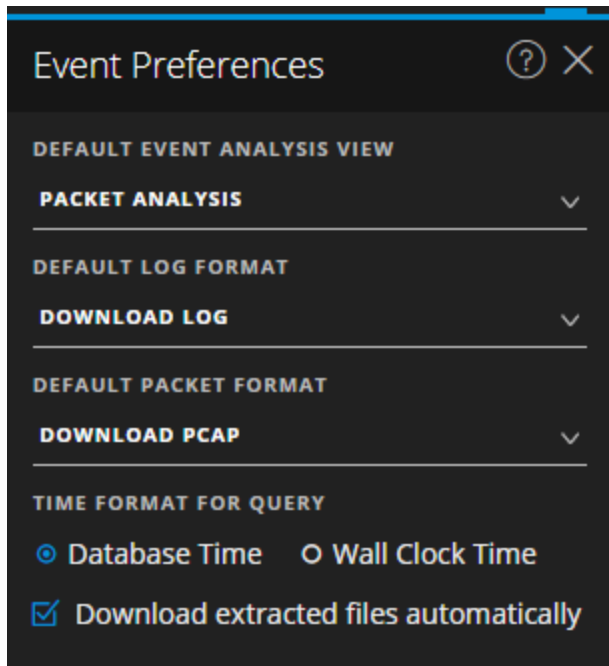 Event Preferences
DEFAULT EVENT ANALYSIS VIEW
PACKET ANALYSIS
DEFAULT LOG FORMAT
DOWNLOAD LOG
DEFAULT PACKET FORMAT
DOWNLOAD PCAP
TIME FORMAT FOR QUERY
Database Time Wall Clock Time
Download extracted files automatically